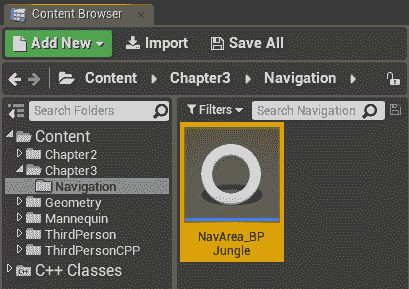 Content Browser
Add New Import Save All
Content Chapter3 Navigation
Search Folders Filters Search Navigation
Content
Chapter2
Chapter3
Navigation
Geometry
Mannequin
ThirdPerson
ThirdPersonCPP
C++ Classes
NavArea_BP
Jungle